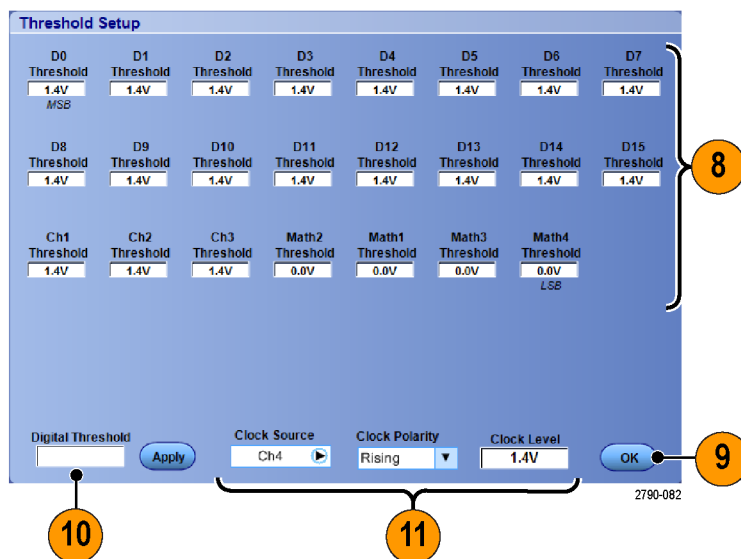 Threshold Setup
D0 D1 D2 D3 D4 D5 D6 D7
Threshold Threshold Threshold Threshold Threshold Threshold Threshold Threshold
1.4V 1.4V 1.4V 1.4V 1.4V 1.4V 1.4V 1.4V
MSB
D8 D9 D10 D11 D12 D13 D14 D15
Threshold Threshold Threshold Threshold Threshold Threshold Threshold Threshold
1.4V 1.4V 1.4V 1.4V 1.4V 1.4V 1.4V 1.4V
8
Ch1 Ch2 Ch3 Math2 Math1 Math3 Math4
Threshold Threshold Threshold Threshold Threshold Threshold Threshold
1.4V 1.4V 1.4V 0.0V 0.0V 0.0V 0.0V
LSB
Digital Threshold Clock Source Clock Polarity Clock Level
Apply Ch4 Rising 1.4V OK 9
2790-082
10 11